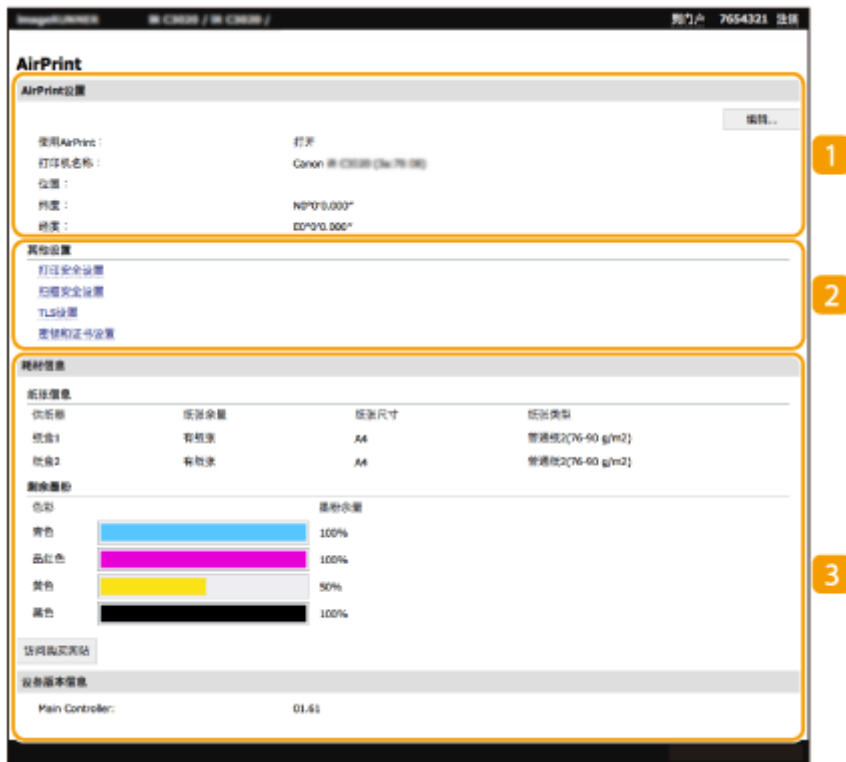 imageRUNNER
到门户 7654321 注销
AirPrint
AirPrint设置
编辑...
1
使用AirPrint： 打开
打印机名称： Canon
位置：
纬度： N0°0'0.000"
经度： E0°0'0.000"
其他设置
打印安全设置
扫描安全设置
2
TLS设置
密钥和证书设置
耗材信息
纸张信息
供纸器 纸张余量 纸张尺寸 纸张类型
纸盒1 有纸张 A4 普通纸2(76-90 g/m2)
纸盒2 有纸张 A4 普通纸2(76-90 g/m2)
剩余墨粉
色彩 墨粉余量
青色 100%
品红色 100%
3
黄色 50%
黑色 100%
访问购买网站
设备版本信息
Main Controller: 01.61